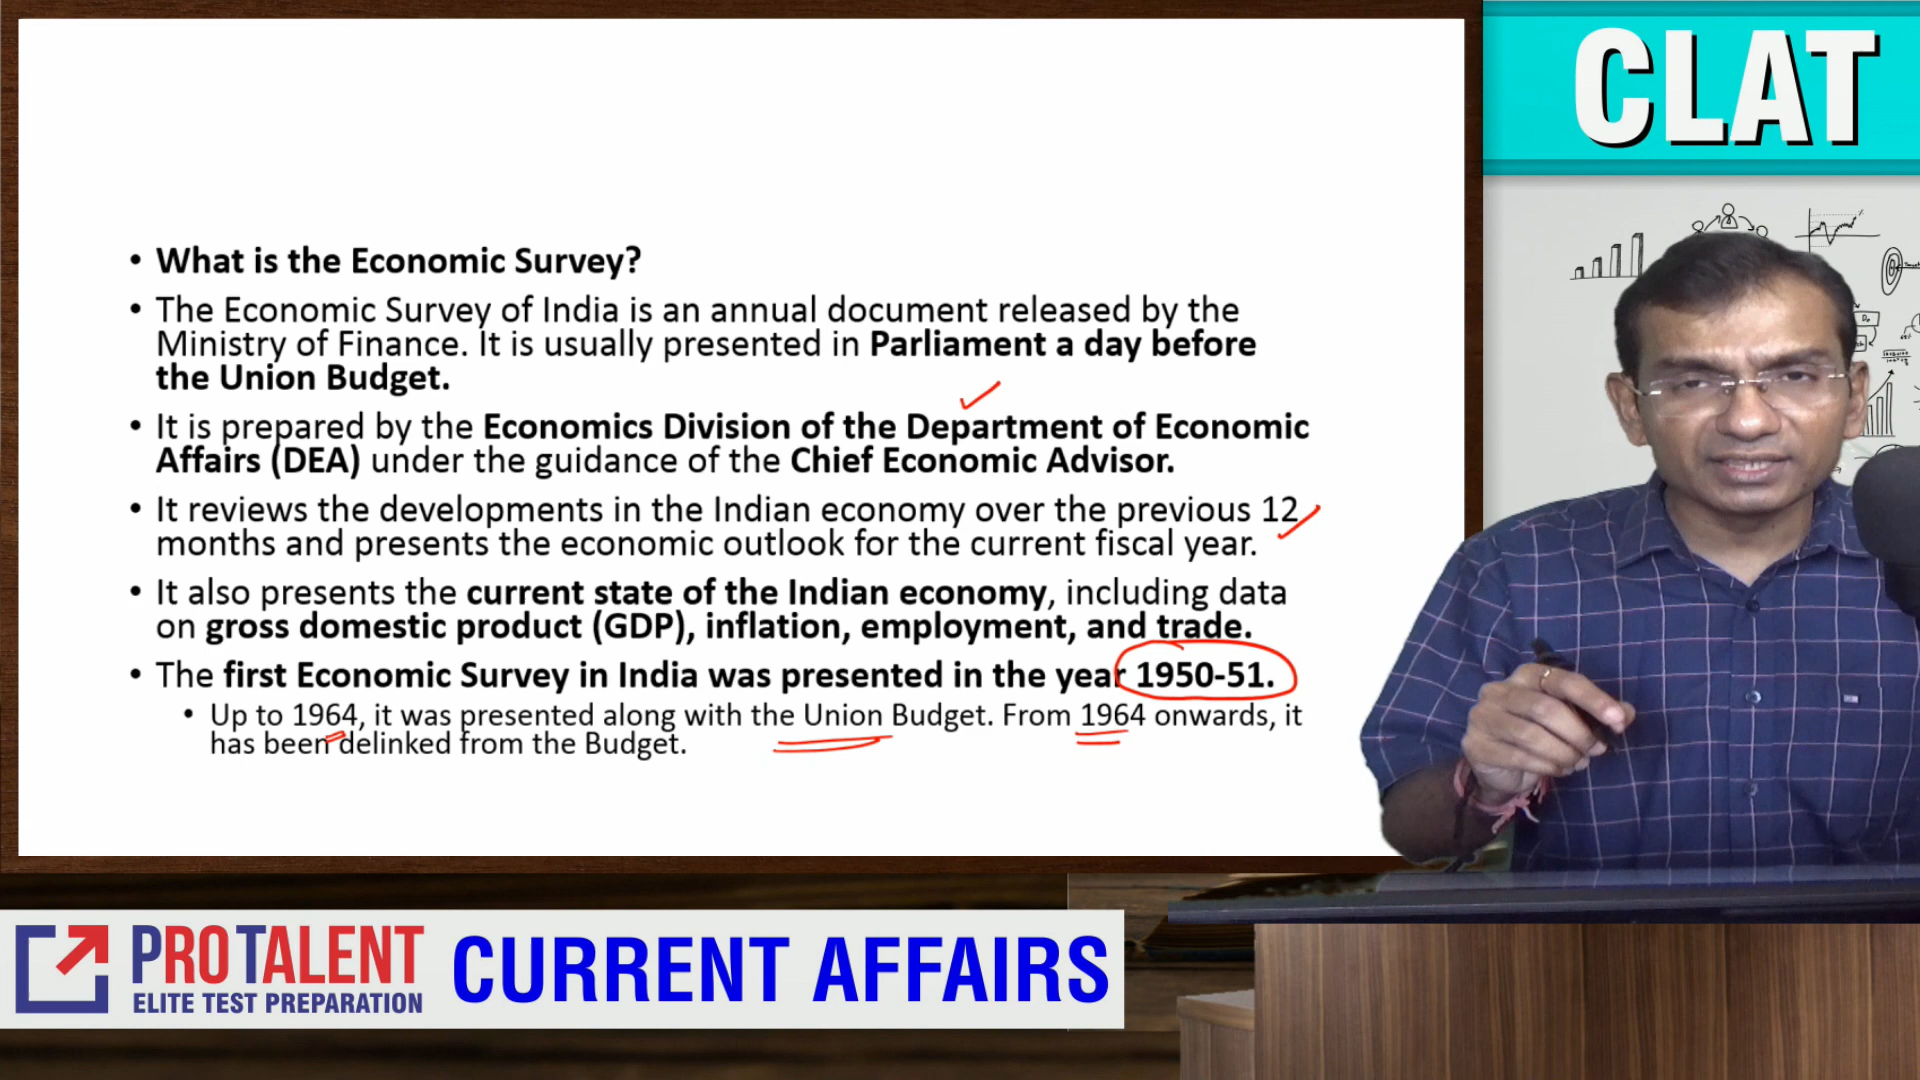 CLAT
• What is the Economic Survey?
• The Economic Survey of India is an annual document released by the
Ministry of Finance. It is usually presented in Parliament a day before
the Union Budget.
• It is prepared by the Economics Division of the Department of Economic
Affairs (DEA) under the guidance of the Chief Economic Advisor.
• It reviews the developments in the Indian economy over the previous 12
months and presents the economic outlook for the current fiscal year.
• It also presents the current state of the Indian economy, including data
on gross domestic product (GDP), inflation, employment, and trade.
• The first Economic Survey in India was presented in the year 1950-51.
• Up to 1964, it was presented along with the Union Budget. From 1964 onwards, it
has been delinked from the Budget.
PROTALENT
ELITE TEST PREPARATION
CURRENT AFFAIRS